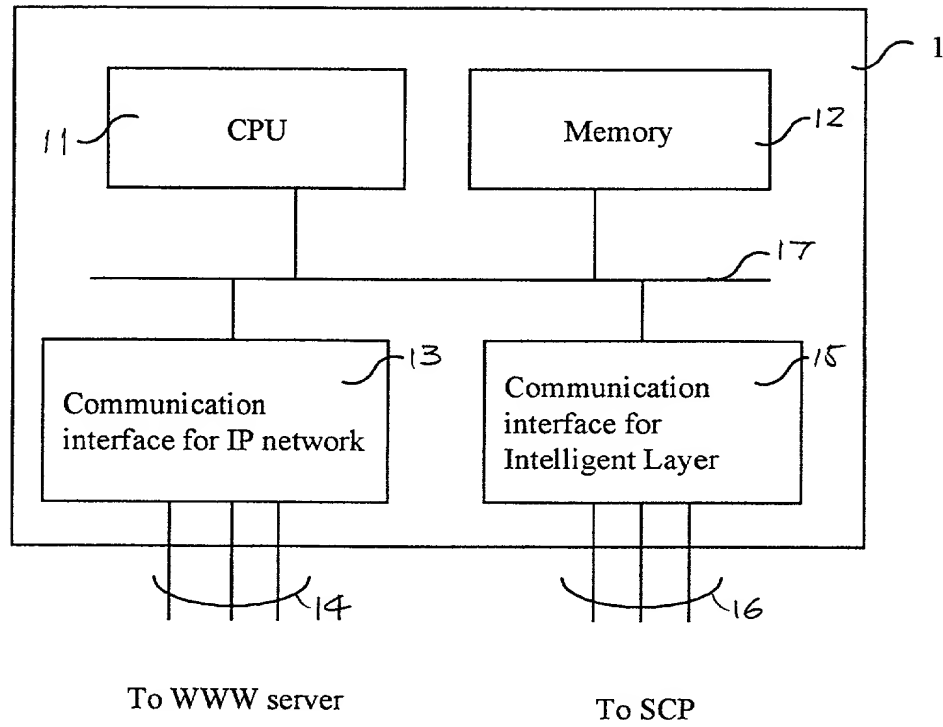 1
CPU
11
Memory
12
17
13
Communication
interface for IP network
15
Communication
interface for
Intelligent Layer
14
16
To WWW server
To SCP